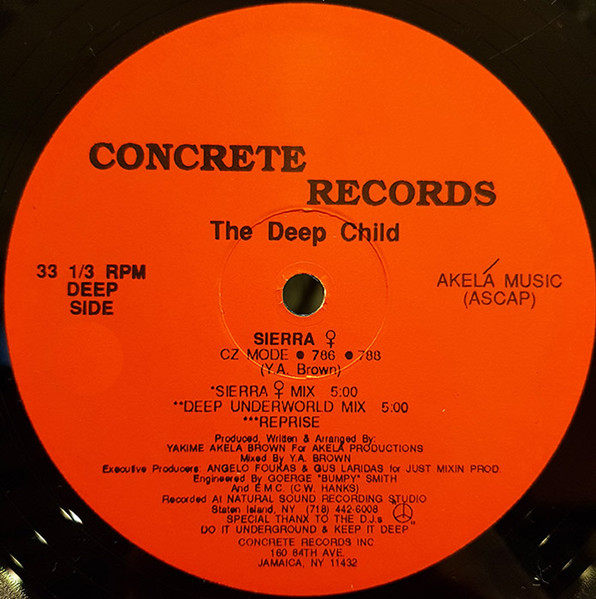 CONCRETE
RECORDS
The Deep Child
33 1/3 RPM
DEEP
SIDE
AKELÁ MUSIC
(ASCAP)
SIERRA ♀
CZ MODE ● 786 ● 788
(Y.A. Brown)
*SIERRA ♀ MIX 5:00
**DEEP UNDERWORLD MIX 5:00
***REPRISE
Produced, Written & Arranged By:
YAKIME AKELA BROWN For AKELA PRODUCTIONS
Mixed By Y.A. BROWN
Executive Producers: ANGELO FOUKAS & GUS LARIDAS for JUST MIXIN PROD.
Engineered By GOERGE "BUMPY" SMITH
And E.M.C. (C.W. HANKS)
Recorded At NATURAL SOUND RECORDING STUDIO
Staten Island, NY (718) 442-6008
SPECIAL THANX TO THE D.J.s
DO IT UNDERGROUND & KEEP IT DEEP
CONCRETE RECORDS INC
160 84TH AVE.
JAMAICA, NY 11432